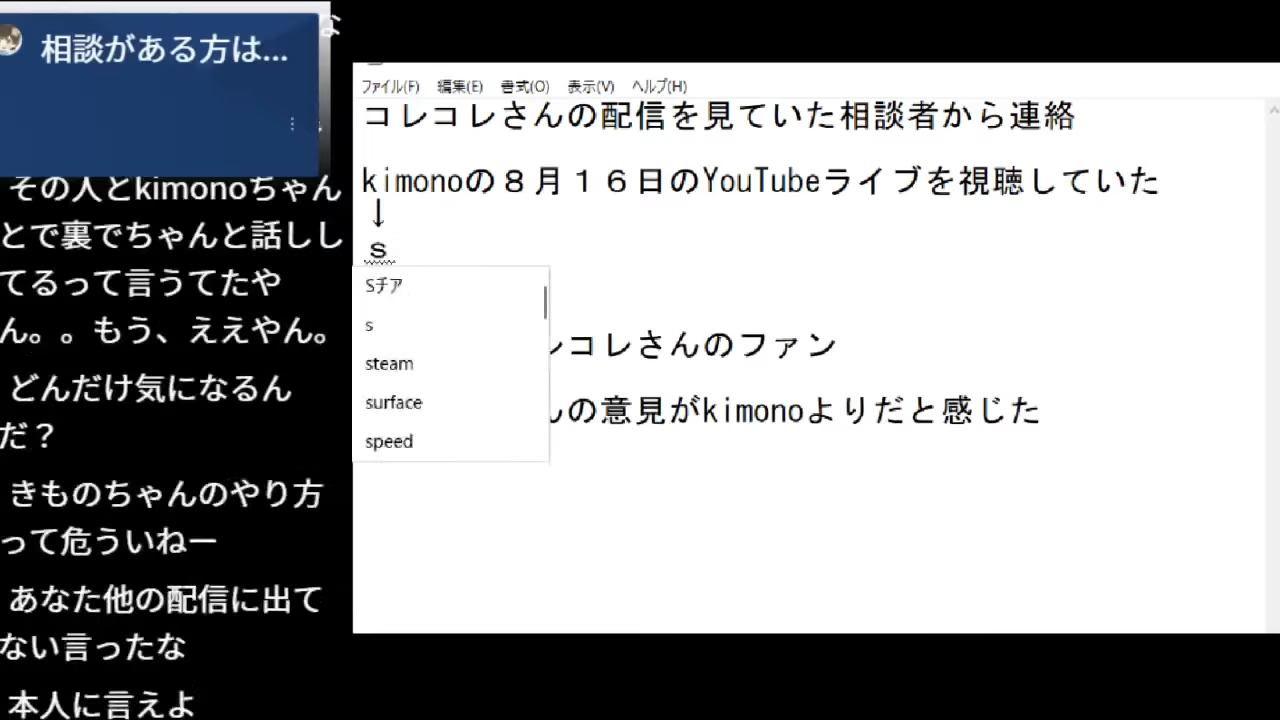 な
相談がある方は...
その人とkimonoちゃん
とで裏でちゃんと話しし
てるって言うてたや
ん。。もう、ええやん。
どんだけ気になるん
だ？
きものちゃんのやり方
って危ういねー
あなた他の配信に出て
ない言ったな
本人に言えよ
ファイル(F) 編集(E) 書式(O) 表示(V) ヘルプ(H)
コレコレさんの配信を見ていた相談者から連絡
kimonoの８月１６日のYouTubeライブを視聴していた
↓
ｓ
Sチア
s
steam
surface
speed
レコレさんのファン
んの意見がkimonoよりだと感じた